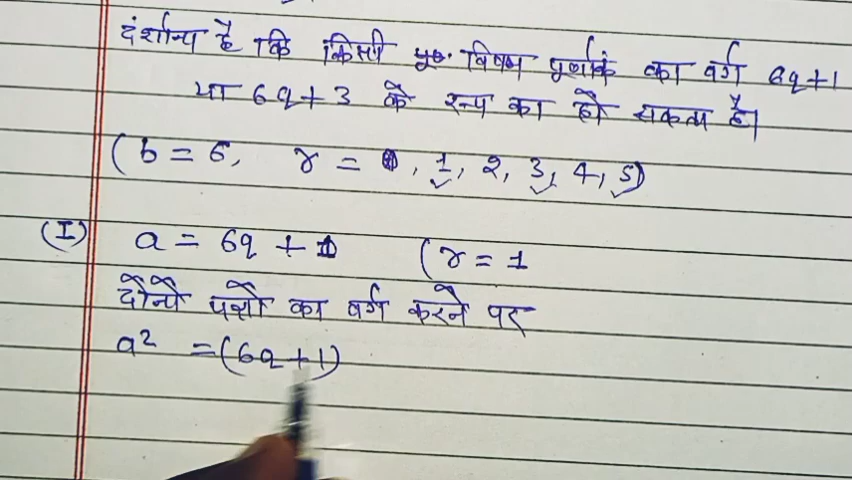 दर्शाना है कि किसी विषम पूर्णांक का वर्ग 6q+1
या 6q+3 के रूप का हो सकता है।
(b = 6, r = 0, 1, 2, 3, 4, 5)
(I) a = 6q + 1 (r = 1
दोनों पक्षों का वर्ग करने पर
a² = (6q+1)